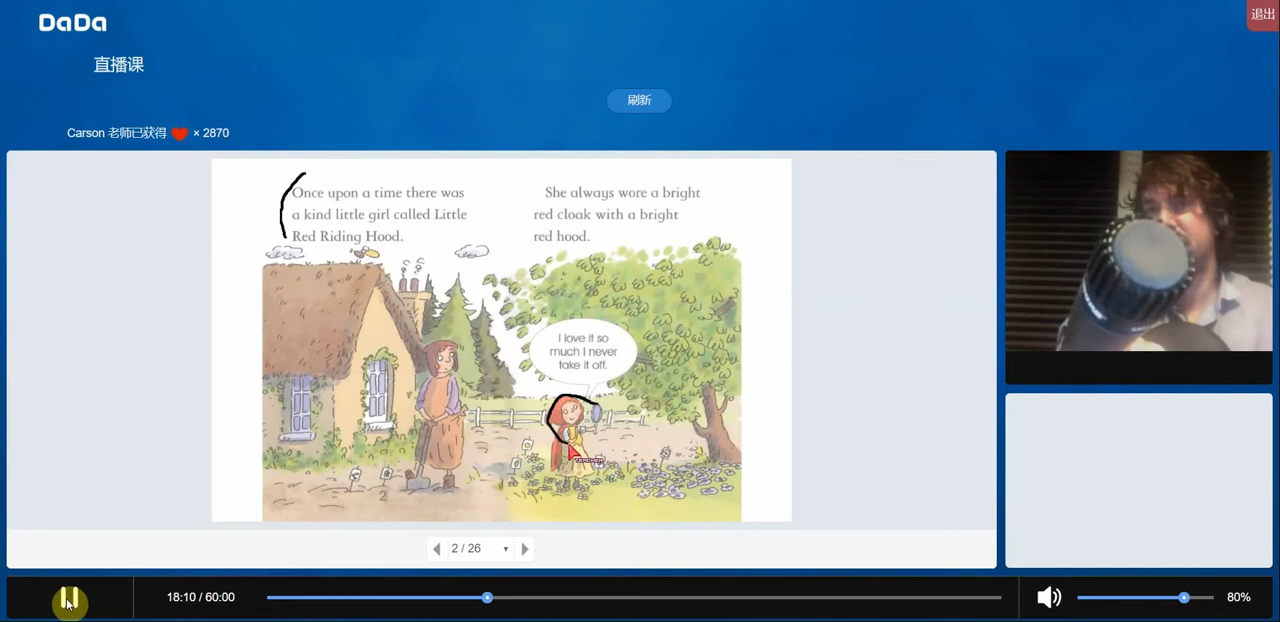 DaDa
退出
直播课
刷新
Carson 老师已获得 × 2870
Once upon a time there was
a kind little girl called Little
Red Riding Hood.
She always wore a bright
red cloak with a bright
red hood.
I love it so
much I never
take it off.
2
TEACHER
2 / 26
18:10 / 60:00
80%